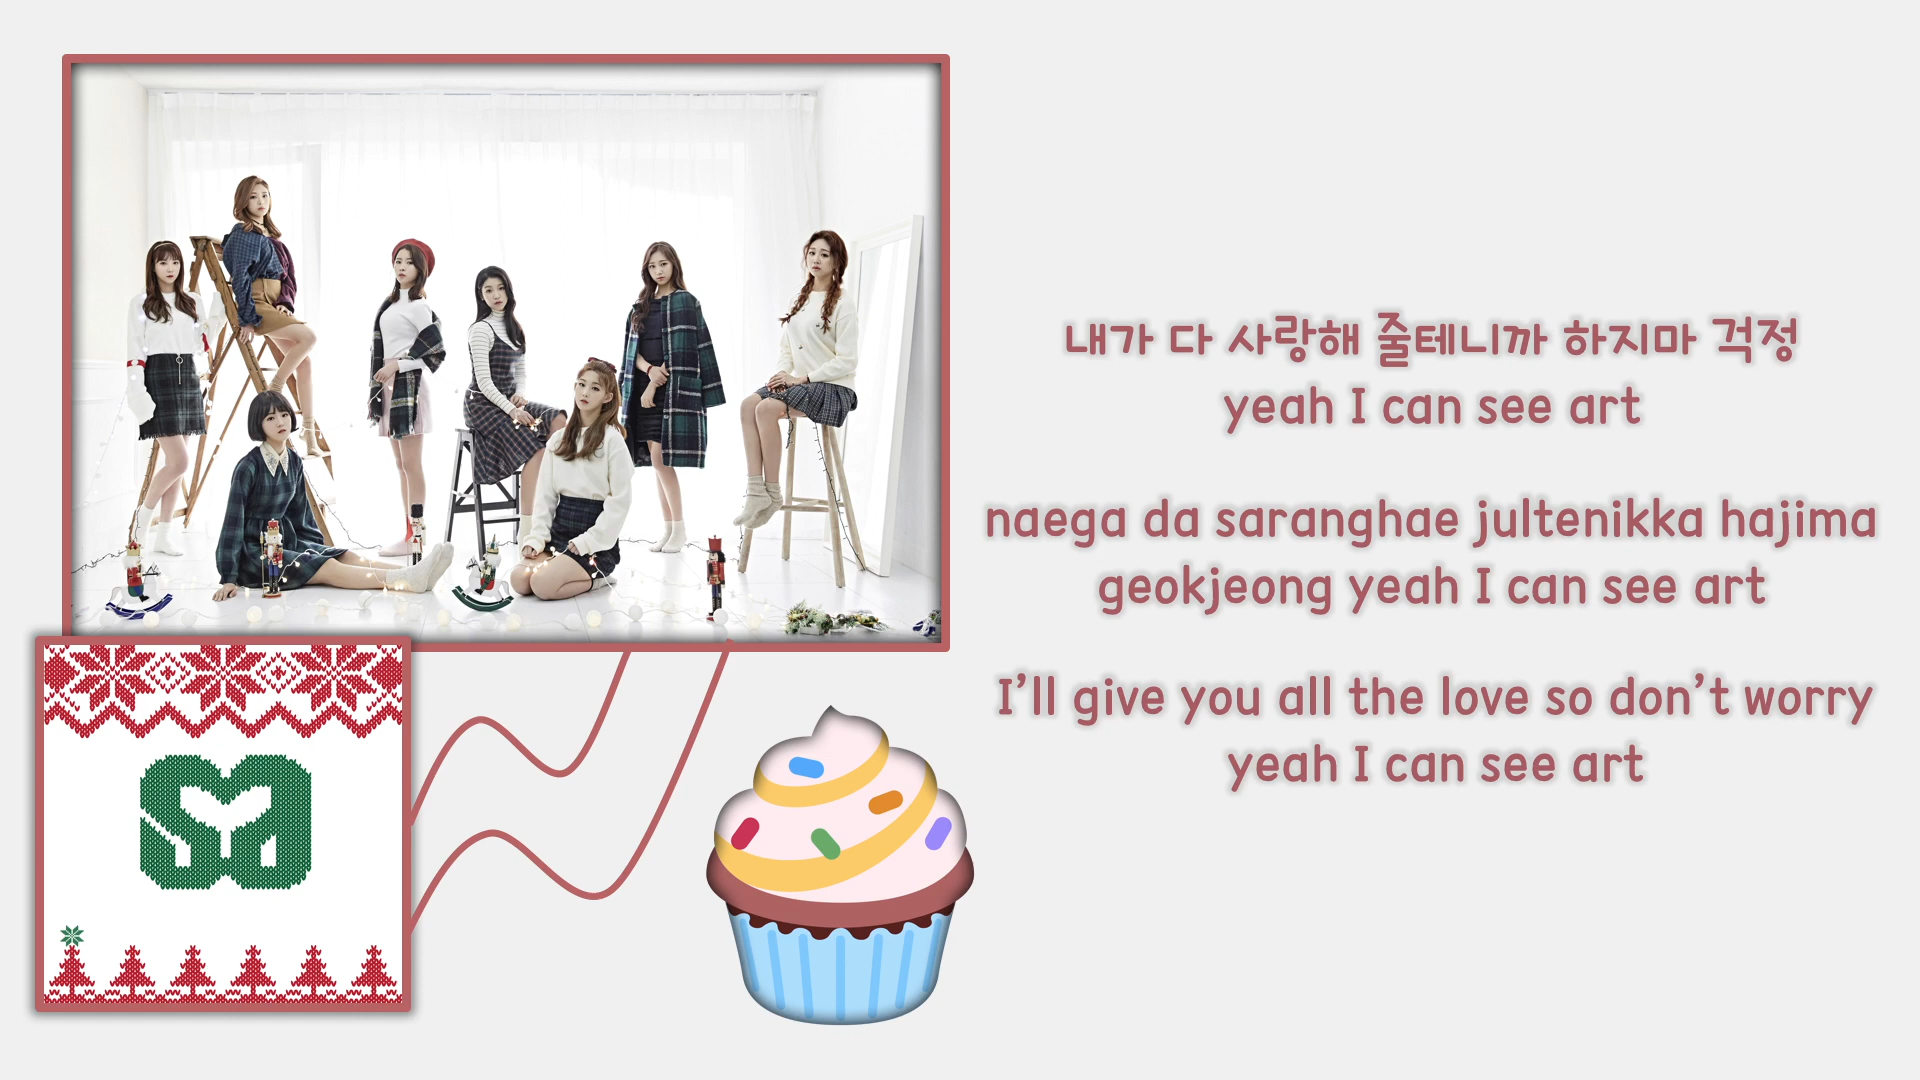 내가 다 사랑해 줄테니까 하지마 걱정
yeah I can see art
naega da saranghae jultenikka hajima
geokjeong yeah I can see art
I’ll give you all the love so don’t worry
yeah I can see art